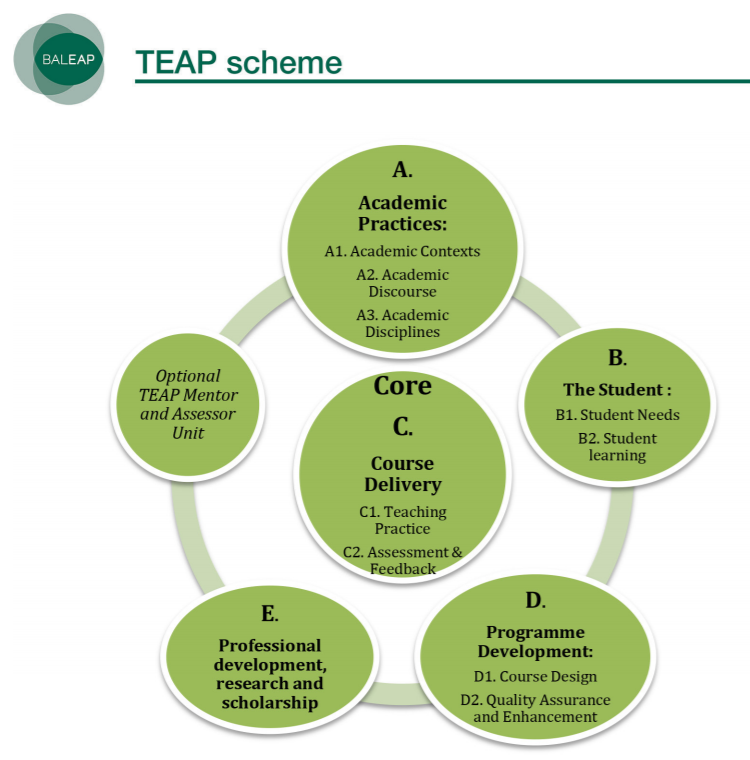 BALEAP
TEAP scheme
A.
Academic
Practices:
A1. Academic Contexts
A2. Academic
Discourse
A3. Academic
Disciplines
B.
The Student :
B1. Student Needs
B2. Student
learning
Optional
TEAP Mentor
and Assessor
Unit
Core
C.
Course
Delivery
C1. Teaching
Practice
C2. Assessment &
Feedback
D.
Programme
Development:
D1. Course Design
D2. Quality Assurance
and Enhancement
E.
Professional
development,
research and
scholarship